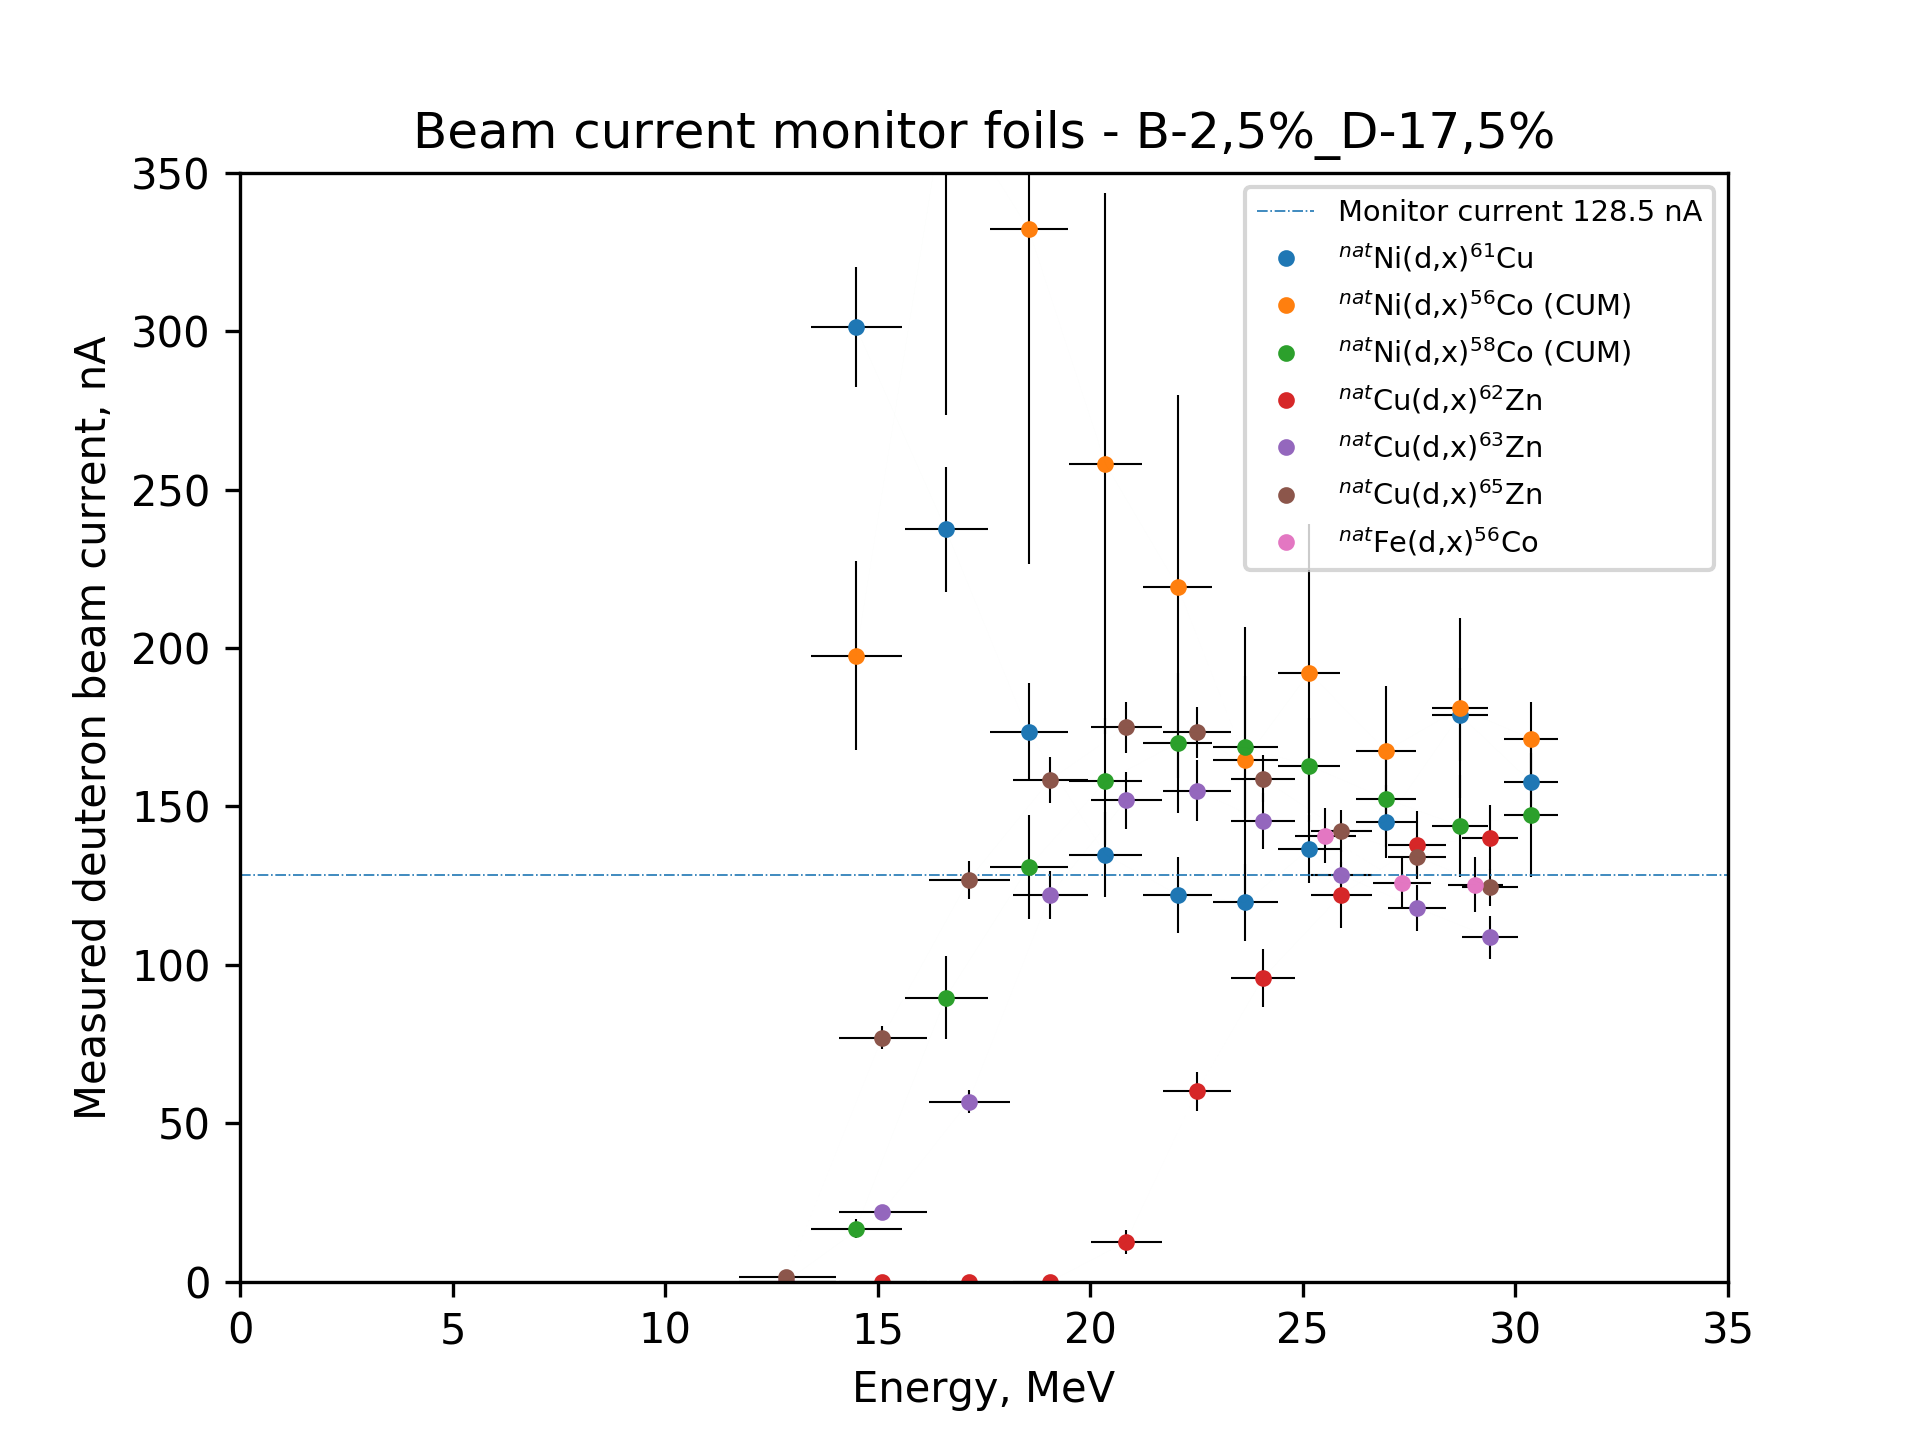 Beam current monitor foils - B-2,5%_D-17,5%
Measured deuteron beam current, nA
350
300
250
200
150
100
50
0
Monitor current 128.5 nA
natNi(d,x)61Cu
natNi(d,x)56Co (CUM)
natNi(d,x)58Co (CUM)
natCu(d,x)62Zn
natCu(d,x)63Zn
natCu(d,x)65Zn
natFe(d,x)56Co
0 5 10 15 20 25 30 35
Energy, MeV